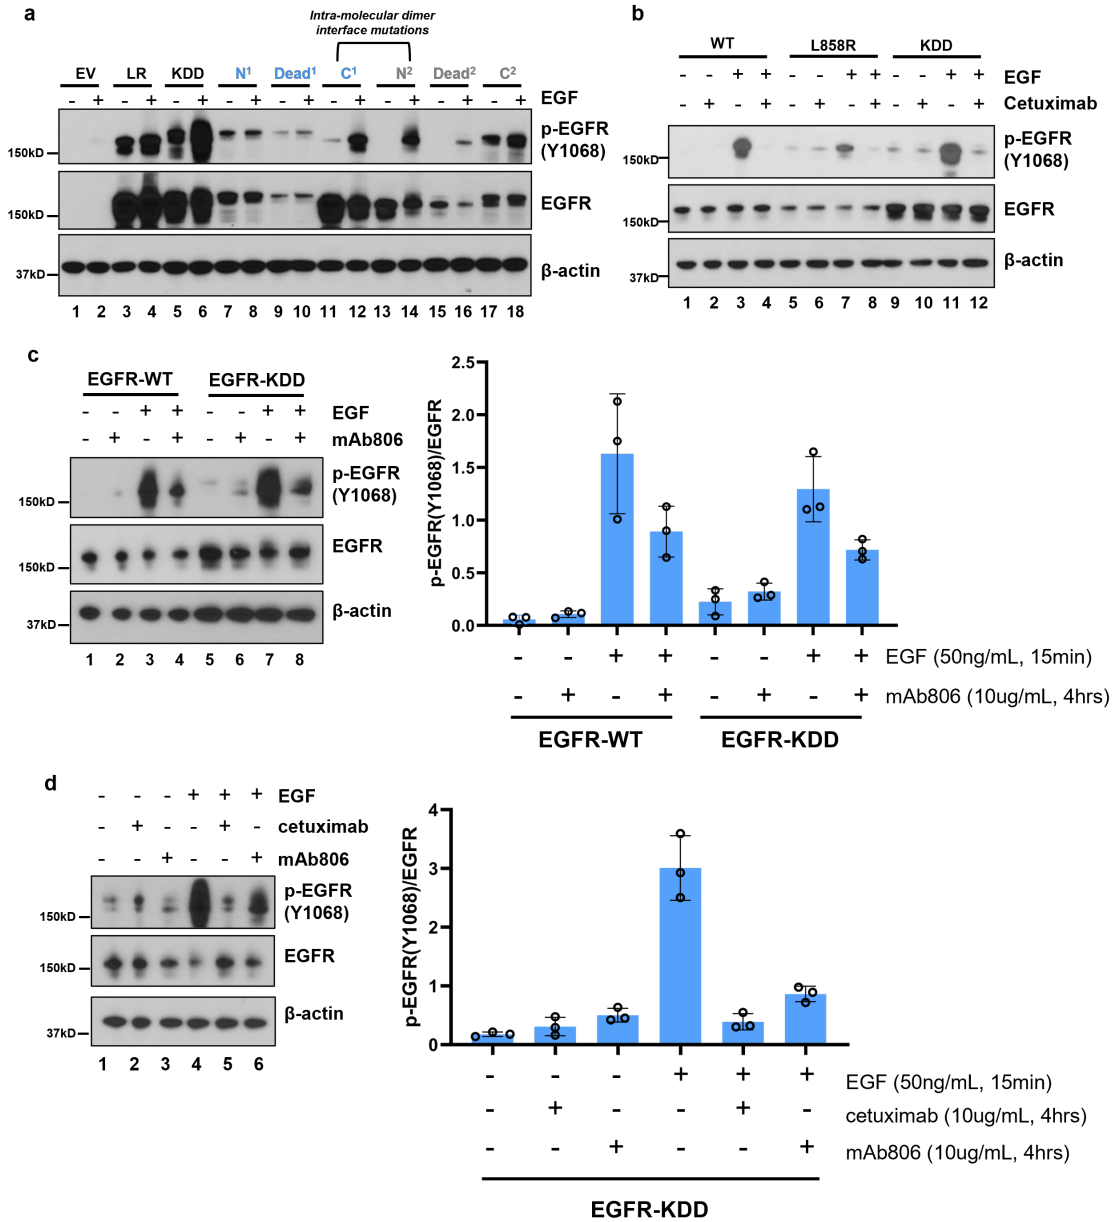 a
Intra-molecular dimer
interface mutations
EV LR KDD N¹ Dead¹ C¹ N² Dead² C²
- + - + - + - + - + - + - + - + - + EGF
p-EGFR
(Y1068)
150kD
EGFR
150kD
β-actin
37kD
1 2 3 4 5 6 7 8 9 10 11 12 13 14 15 16 17 18
b
WT L858R KDD
- - + + - - + + - - + + EGF
- + - + - + - + - + - + Cetuximab
p-EGFR
(Y1068)
150kD
EGFR
150kD
β-actin
37kD
1 2 3 4 5 6 7 8 9 10 11 12
c
EGFR-WT EGFR-KDD
- - + + - - + + EGF
- + - + - + - + mAb806
p-EGFR
(Y1068)
150kD
EGFR
150kD
β-actin
37kD
1 2 3 4 5 6 7 8
p-EGFR(Y1068)/EGFR
2.5
2.0
1.5
1.0
0.5
0.0
- - + + - - + + EGF (50ng/mL, 15min)
- + - + - + - + mAb806 (10ug/mL, 4hrs)
EGFR-WT EGFR-KDD
d
- - - + + + EGF
- + - - + - cetuximab
- - + - - + mAb806
p-EGFR
(Y1068)
150kD
EGFR
150kD
β-actin
37kD
1 2 3 4 5 6
p-EGFR(Y1068)/EGFR
4
3
2
1
0
- - - + + + EGF (50ng/mL, 15min)
- + - - + - cetuximab (10ug/mL, 4hrs)
- - + - - + mAb806 (10ug/mL, 4hrs)
EGFR-KDD